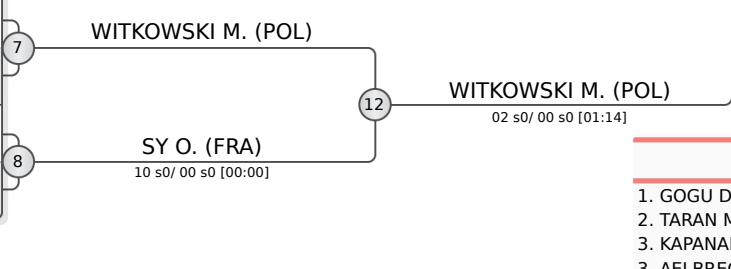 WITKOWSKI M. (POL)
7
WITKOWSKI M. (POL)
12
02 s0/ 00 s0 [01:14]
SY O. (FRA)
8
10 s0/ 00 s0 [00:00]
1. GOGU D
2. TARAN
3. KAPANA